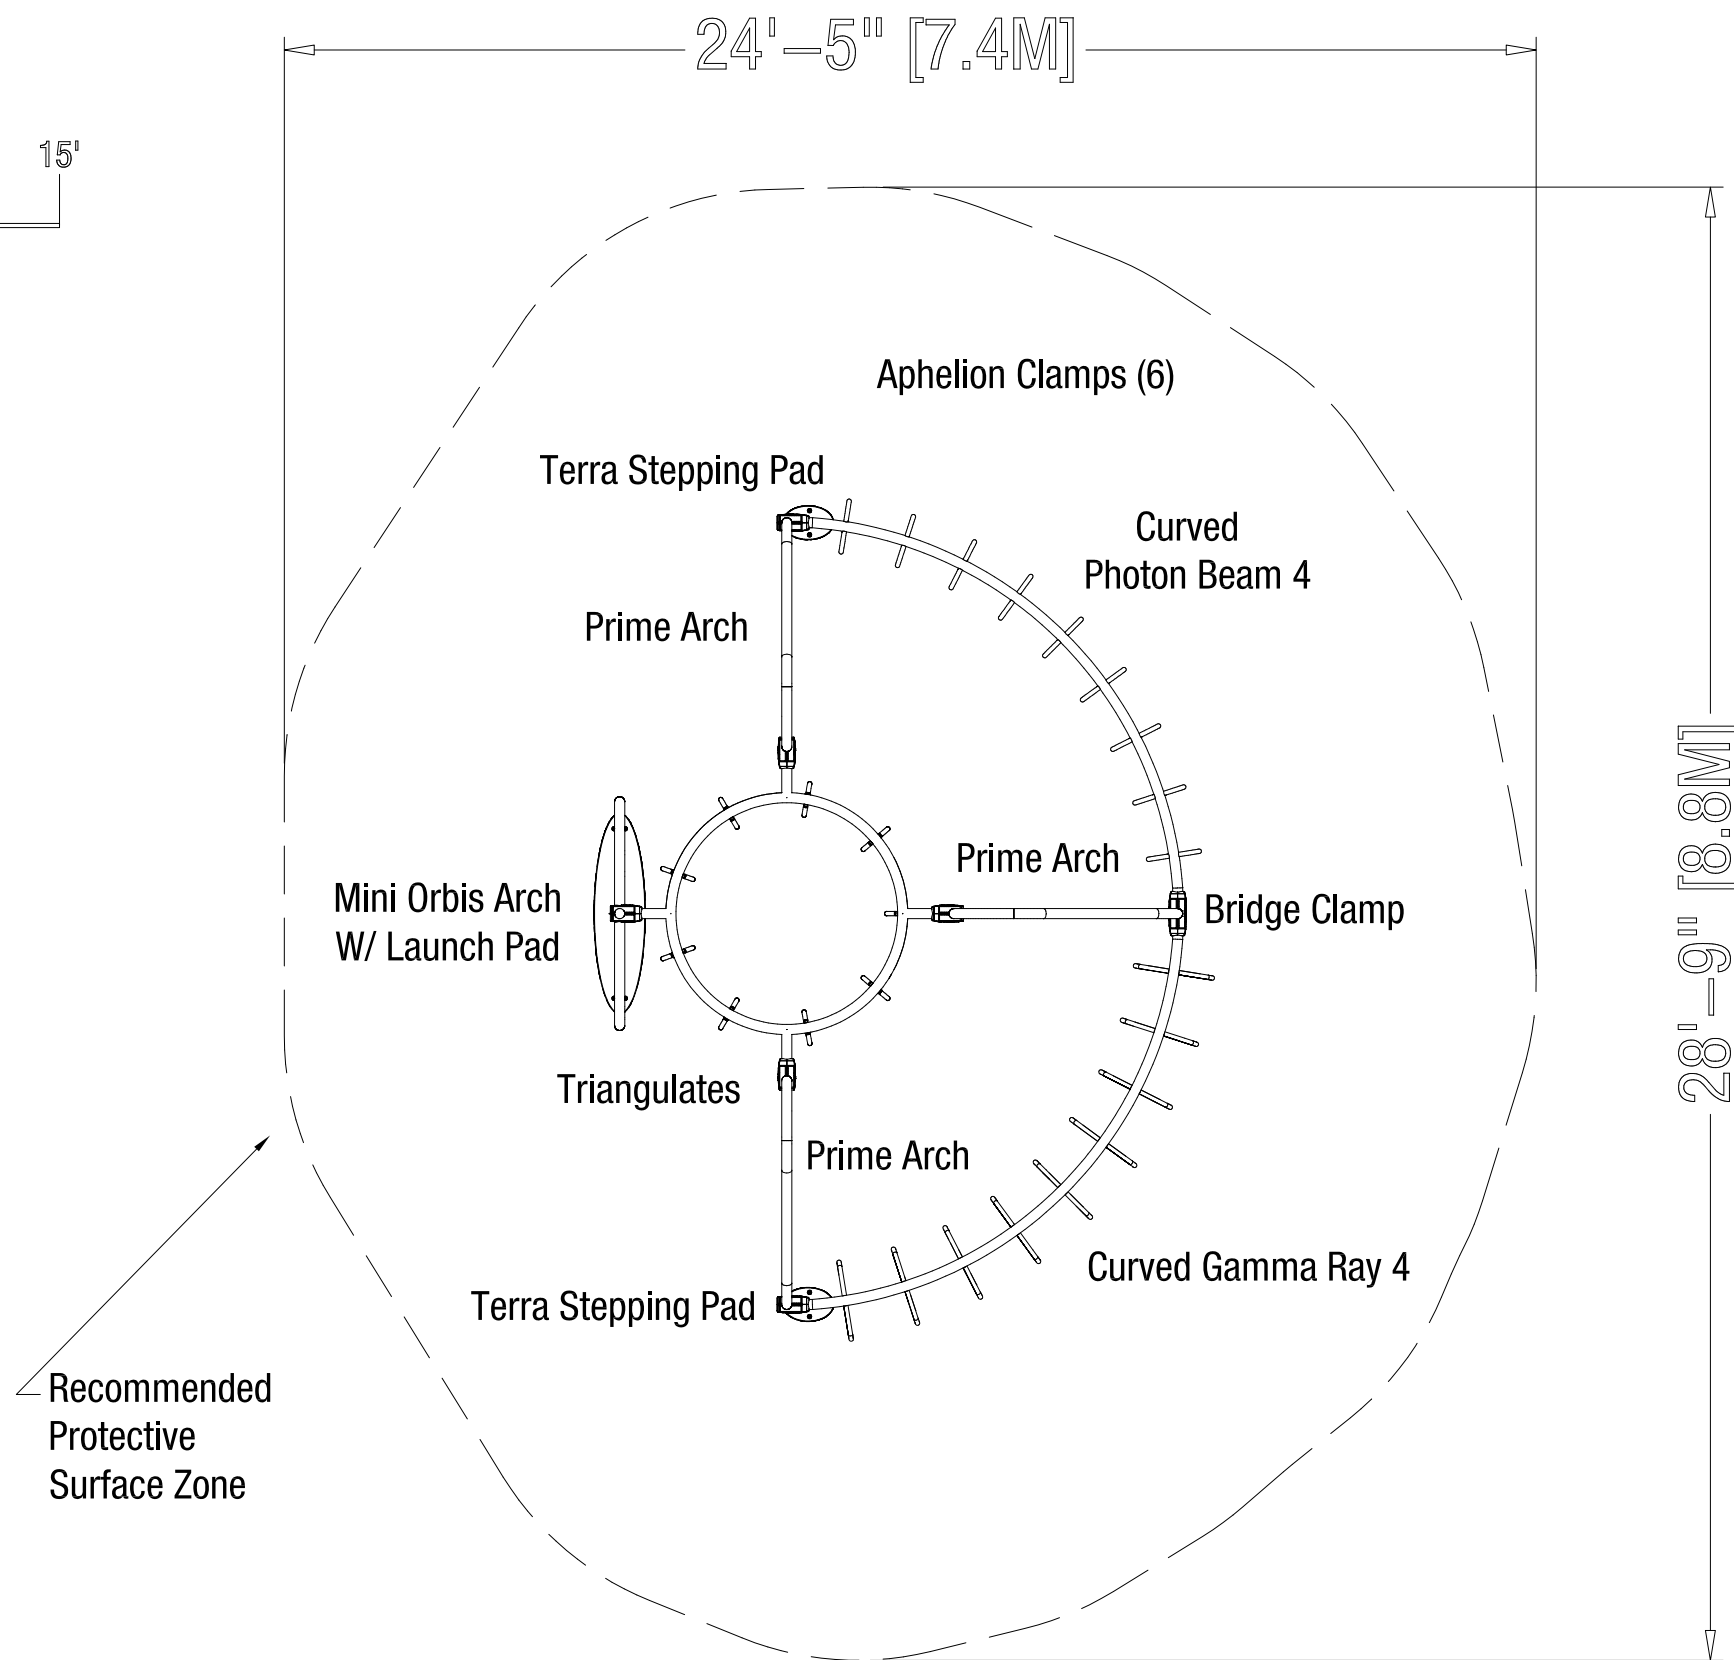 24'–5" [7.4M]
15'
Aphelion Clamps (6)
Terra Stepping Pad
Curved
Photon Beam 4
Prime Arch
Prime Arch
Mini Orbis Arch
W/ Launch Pad
Bridge Clamp
28'–9" [8.8M]
Triangulates
Prime Arch
Curved Gamma Ray 4
Terra Stepping Pad
Recommended
Protective
Surface Zone